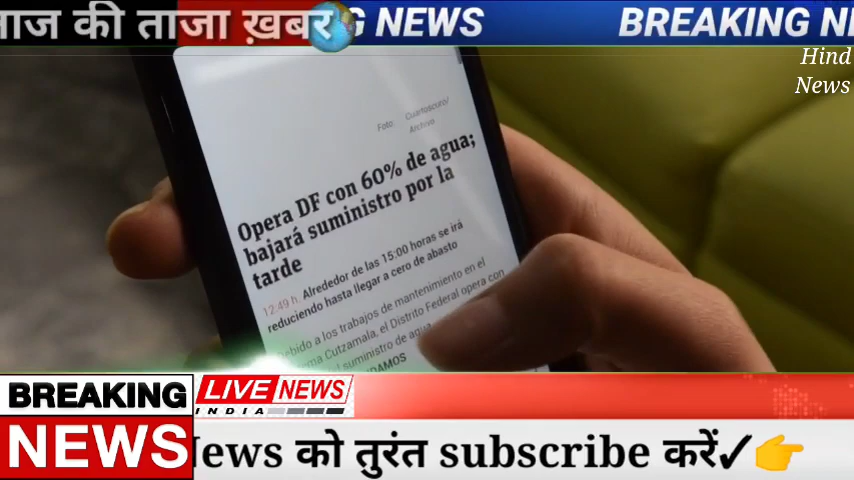 आज की ताजा ख़बर
G NEWS
BREAKING NE
Hind
News
Foto: Cuartoscuro/
Archivo
Opera DF con 60% de agua;
bajará suministro por la
tarde
12:49 h. Alrededor de las 15:00 horas se irá
reduciendo hasta llegar a cero de abasto
Debido a los trabajos de mantenimiento en el
Cutzamala, el Distrito Federal opera con
el suministro de agua
BREAKING
NEWS
LIVE NEWS
INDIA
News को तुरंत subscribe करें✓👉